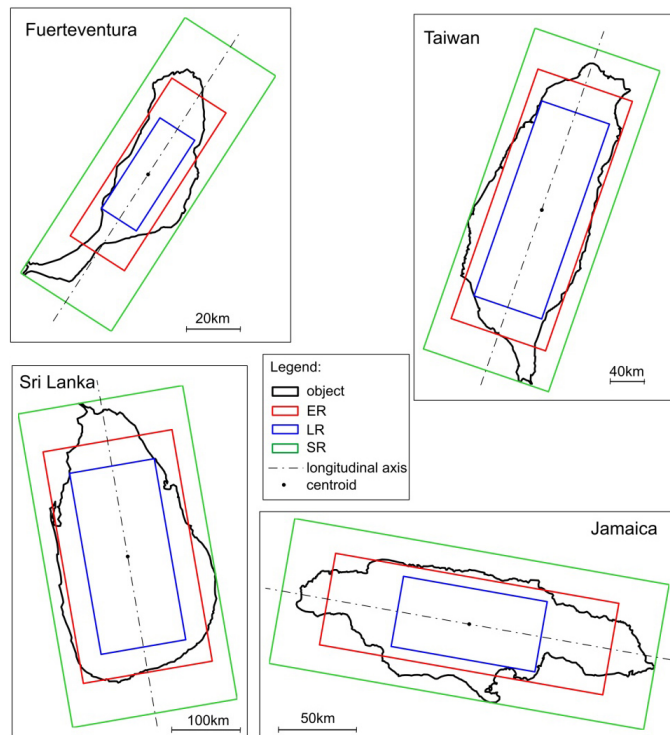 Fuerteventura
20km
Taiwan
40km
Sri Lanka
100km
Legend:
object
ER
LR
SR
longitudinal axis
centroid
Jamaica
50km